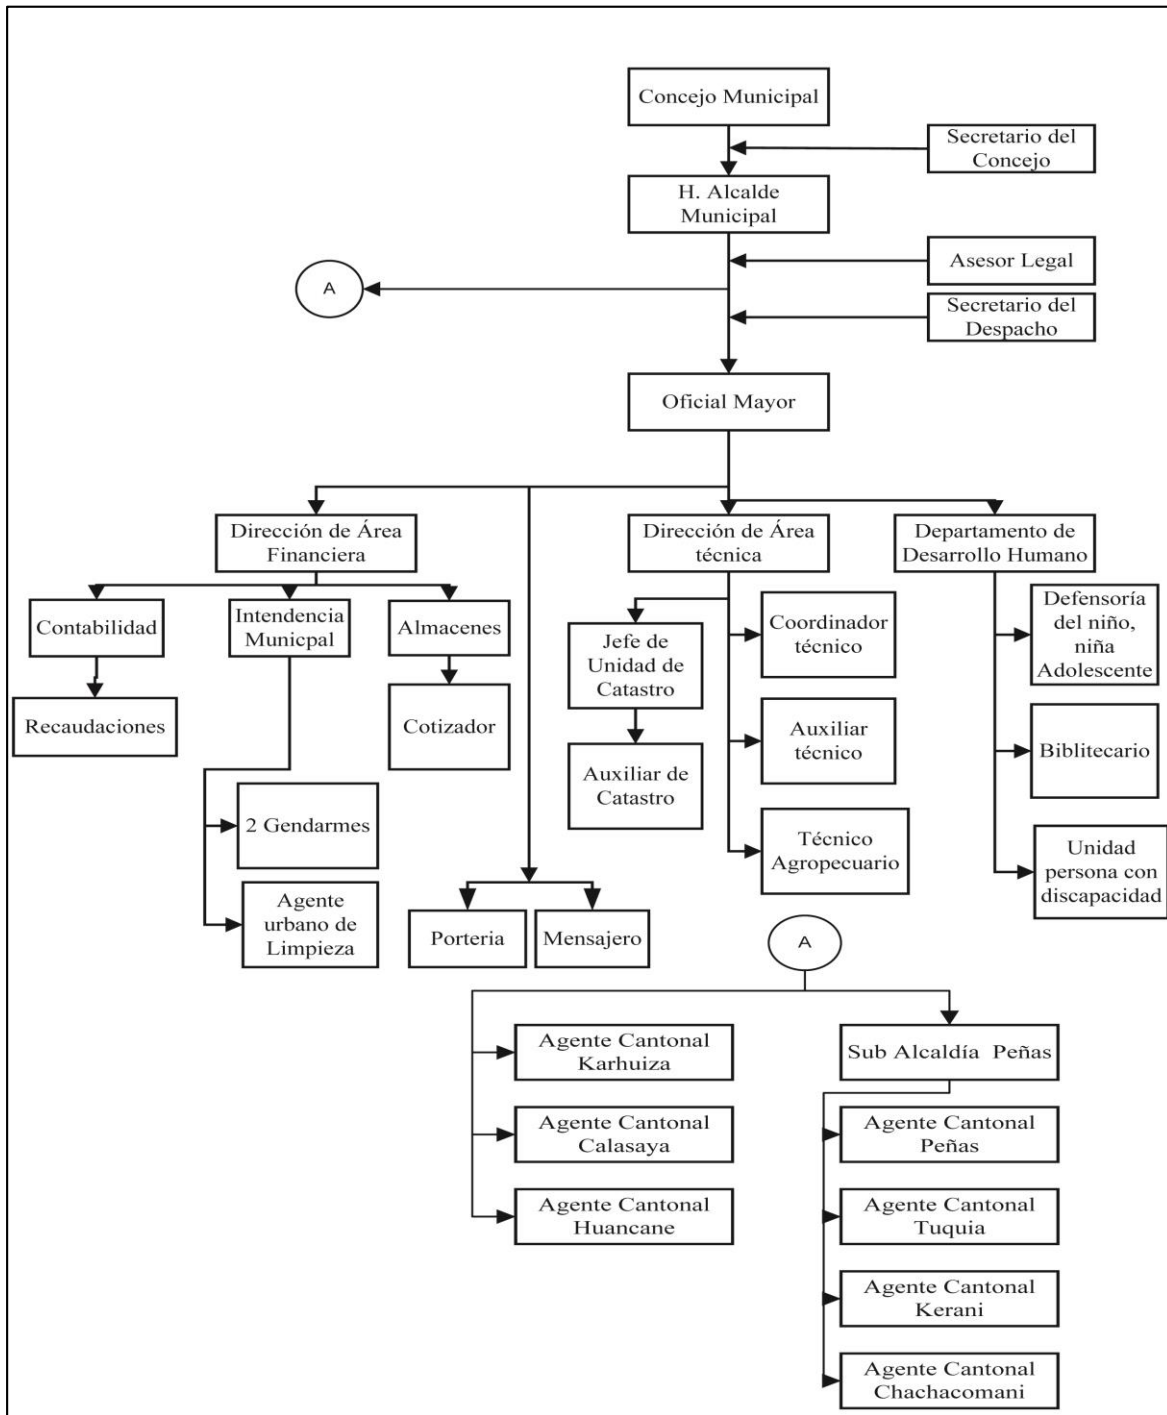 Concejo Municipal
Secretario del
Concejo
H. Alcalde
Municipal
Asesor Legal
A
Secretario del
Despacho
Oficial Mayor
Dirección de Área
Financiera
Dirección de Área
técnica
Departamento de
Desarrollo Humano
Contabilidad
Intendencia
Municpal
Almacenes
Jefe de
Unidad de
Catastro
Coordinador
técnico
Defensoría
del niño,
niña
Adolescente
Recaudaciones
Cotizador
Auxiliar de
Catastro
Auxiliar
técnico
Biblitecario
2 Gendarmes
Técnico
Agropecuario
Unidad
persona con
discapacidad
Agente
urbano de
Limpieza
Porteria
Mensajero
A
Agente Cantonal
Karhuiza
Sub Alcaldía Peñas
Agente Cantonal
Calasaya
Agente Cantonal
Peñas
Agente Cantonal
Huancane
Agente Cantonal
Tuquia
Agente Cantonal
Kerani
Agente Cantonal
Chachacomani